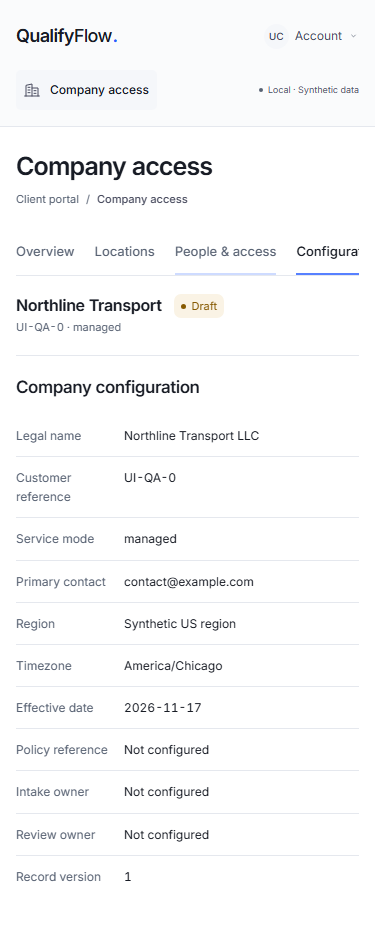 QualifyFlow.
UC Account
Company access
Local · Synthetic data
Company access
Client portal / Company access
Overview Locations People & access Configurat
Northline Transport Draft
UI-QA-0 · managed
Company configuration
Legal name Northline Transport LLC
Customer UI-QA-0
reference
Service mode managed
Primary contact contact@example.com
Region Synthetic US region
Timezone America/Chicago
Effective date 2026-11-17
Policy reference Not configured
Intake owner Not configured
Review owner Not configured
Record version 1